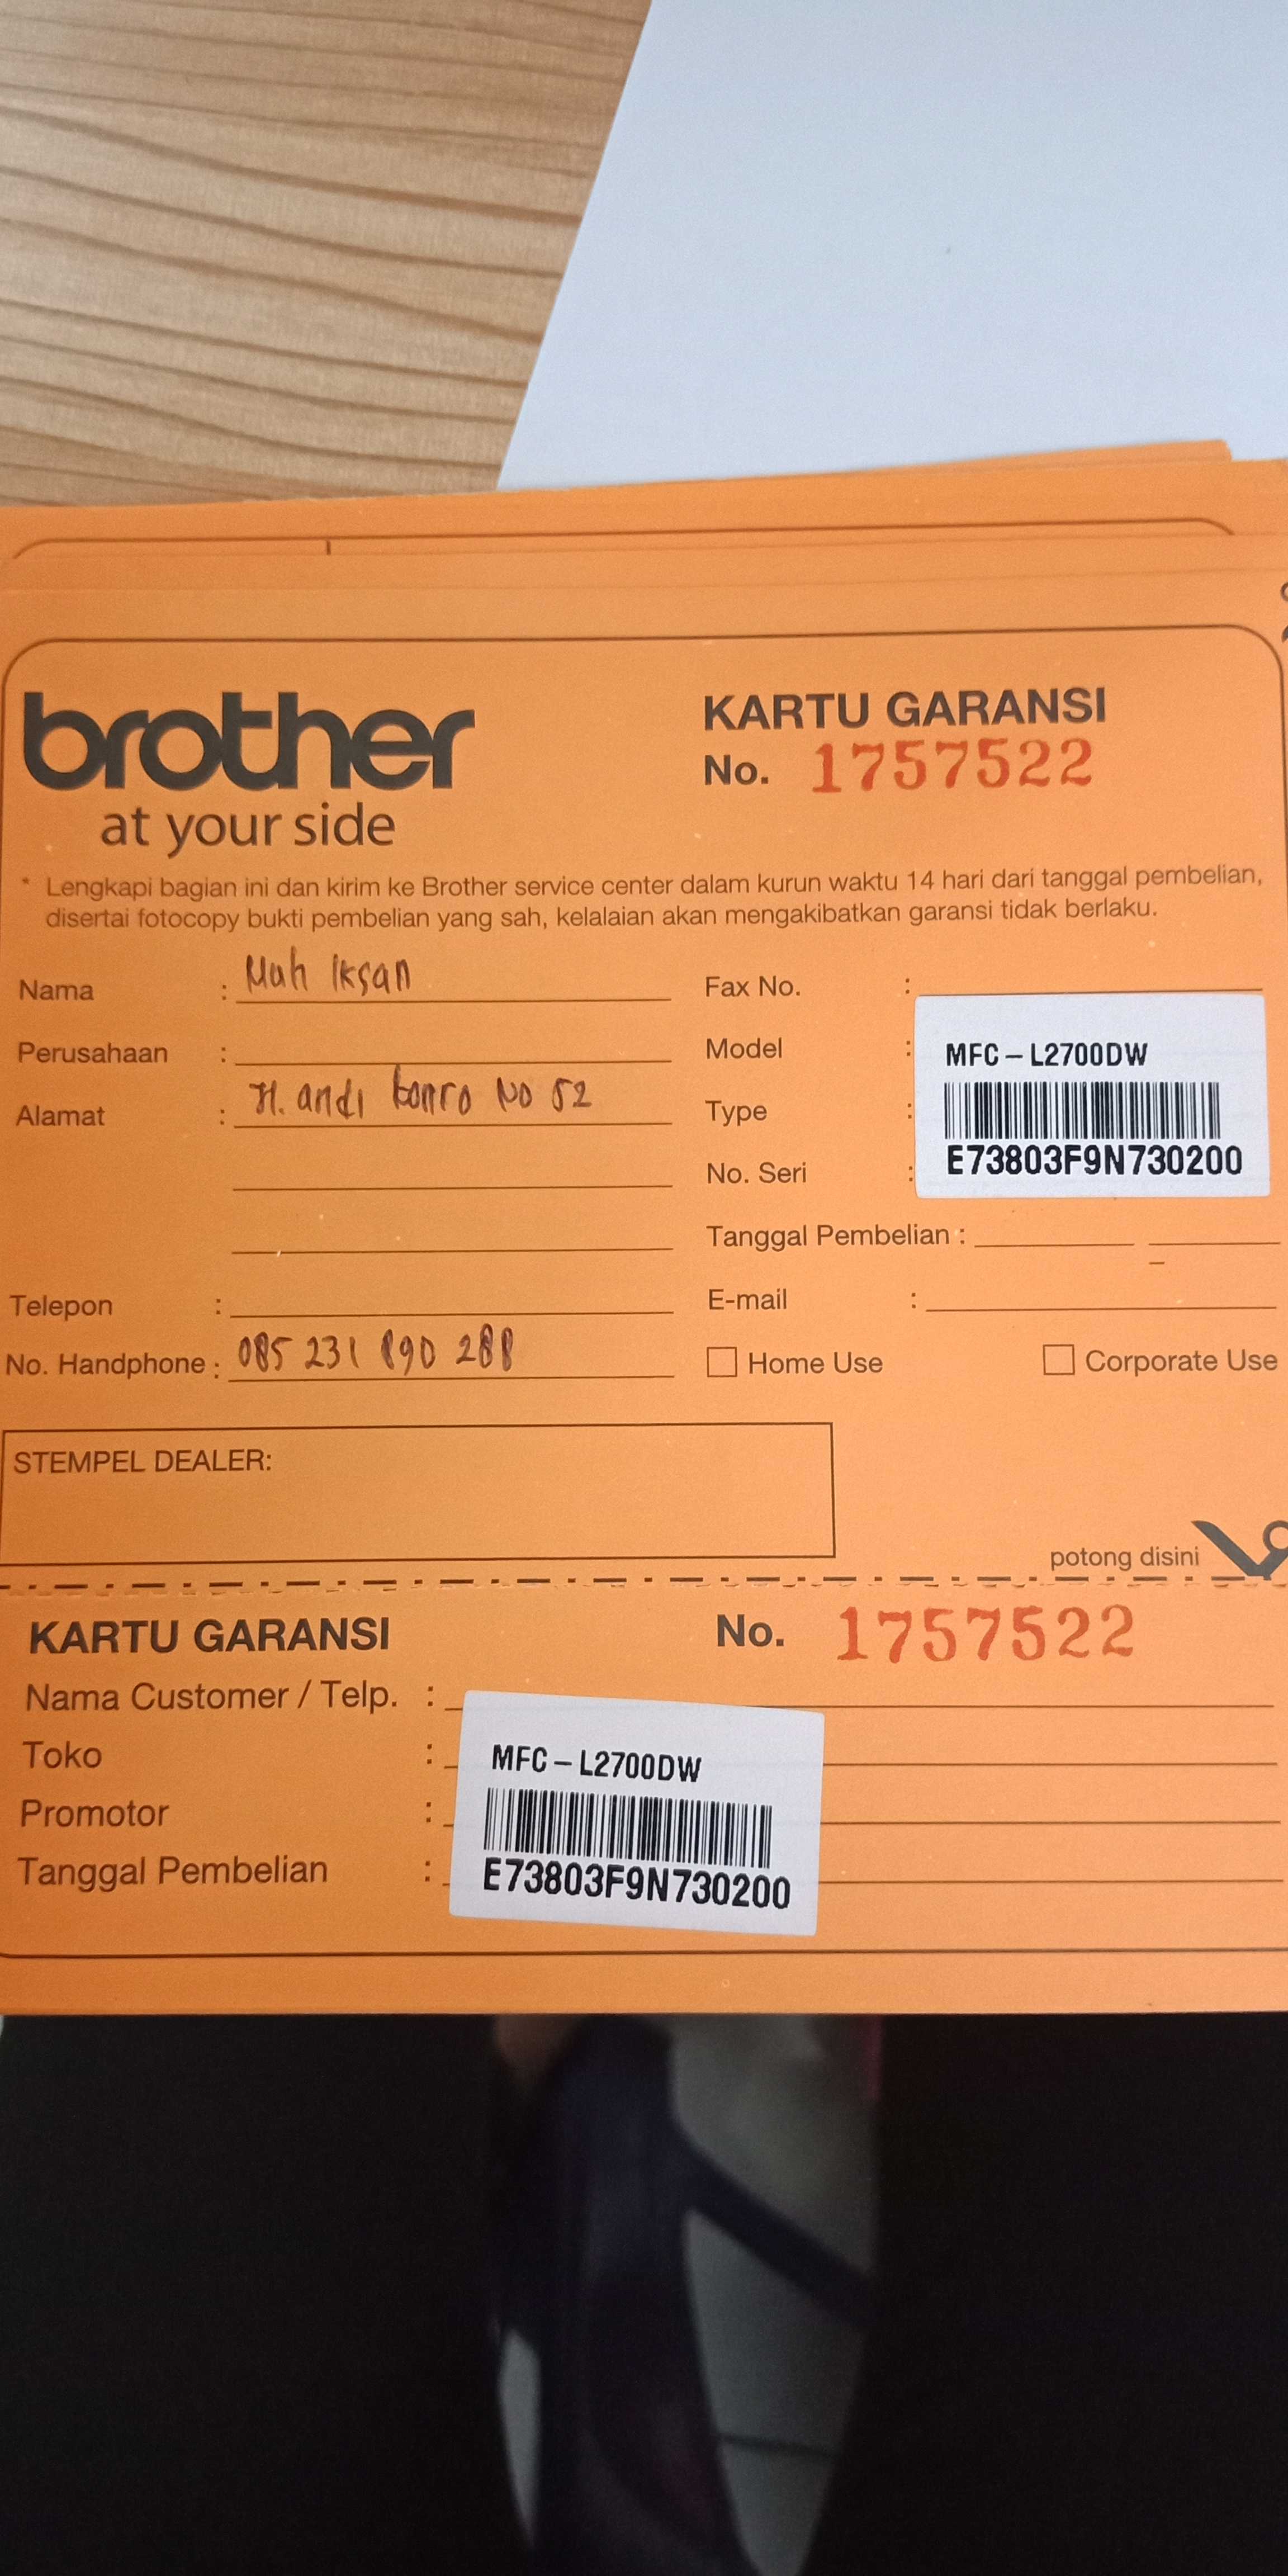 brother
at your side
KARTU GARANSI
No. 1757522
* Lengkapi bagian ini dan kirim ke Brother service center dalam kurun waktu 14 hari dari tanggal pembelian,
disertai fotocopy bukti pembelian yang sah, kelalaian akan mengakibatkan garansi tidak berlaku.
Nama : Muh Iksan
Perusahaan :
Alamat : Jl. andi tonro No 52
Telepon :
No. Handphone : 085 231 890 288
Fax No. :
Model : MFC-L2700DW
Type :
No. Seri : E73803F9N730200
Tanggal Pembelian :
E-mail :
Home Use Corporate Use
STEMPEL DEALER:
potong disini
KARTU GARANSI No. 1757522
Nama Customer / Telp. :
Toko : MFC-L2700DW
Promotor :
Tanggal Pembelian : E73803F9N730200